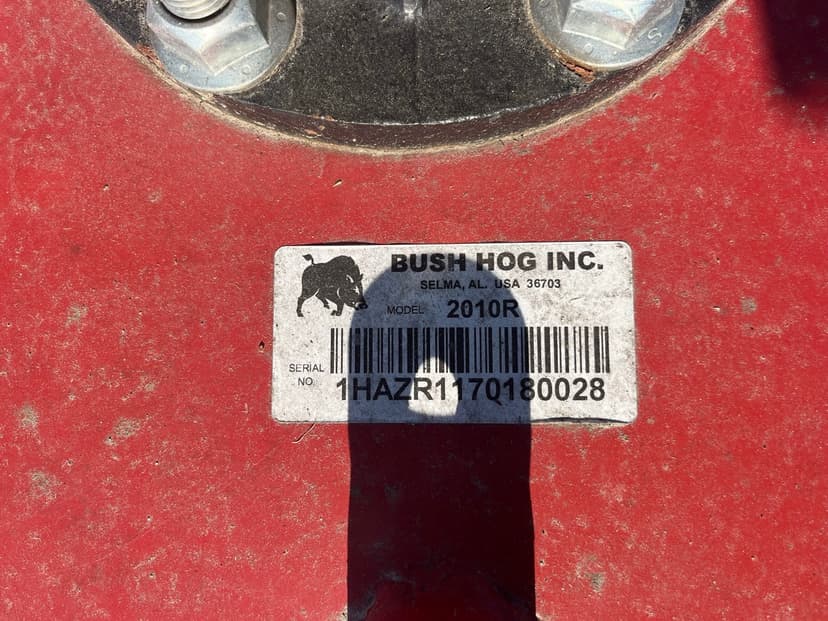 BUSH HOG INC.
SELMA, AL. USA 36703
MODEL 2010R
SERIAL
NO. 1HAZR1170180028